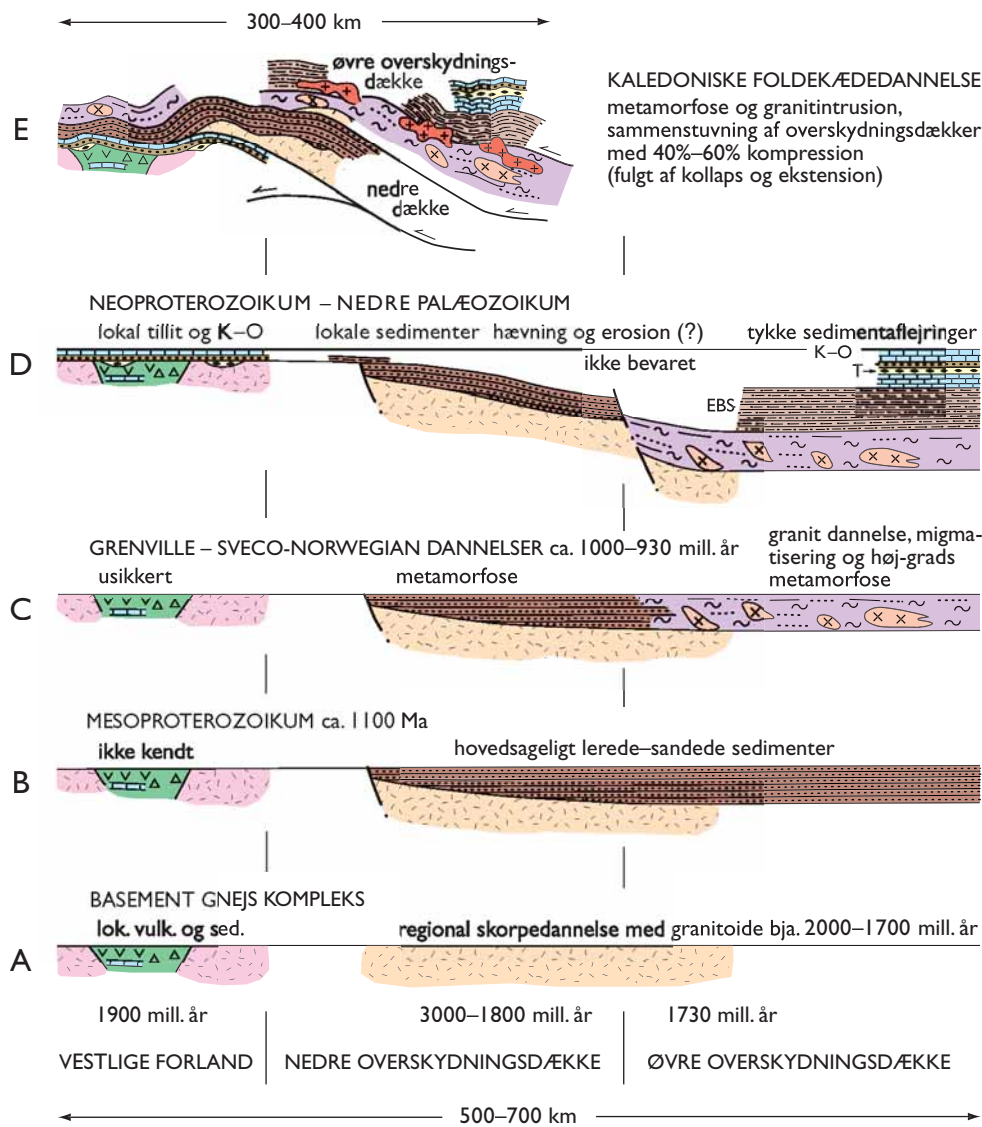 300–400 km
E
øvre overskydnings-
dække
nedre
dække
KALEDONISKE FOLDEKÆDEDANNELSE
metamorfose og granitintrusion,
sammenstuvning af overskydningsdækker
med 40%–60% kompression
(fulgt af kollaps og ekstension)
NEOPROTEROZOIKUM – NEDRE PALÆOZOIKUM
lokal tillit og K–O
lokale sedimenter
hævning og erosion (?)
tykke sedimentaflejringer
D
ikke bevaret
K–O
T
EBS
GRENVILLE – SVECO-NORWEGIAN DANNELSER ca. 1000–930 mill. år
usikkert
metamorfose
granit dannelse, migma-
tisering og høj-grads
metamorfose
C
MESOPROTEROZOIKUM ca. 1100 Ma
ikke kendt
hovedsageligt lerede–sandede sedimenter
B
BASEMENT GNEJS KOMPLEKS
lok. vulk. og sed.
regional skorpedannelse med granitoide bja. 2000–1700 mill. år
A
1900 mill. år
3000–1800 mill. år
1730 mill. år
VESTLIGE FORLAND
NEDRE OVERSKYDNINGSDÆKKE
ØVRE OVERSKYDNINGSDÆKKE
500–700 km